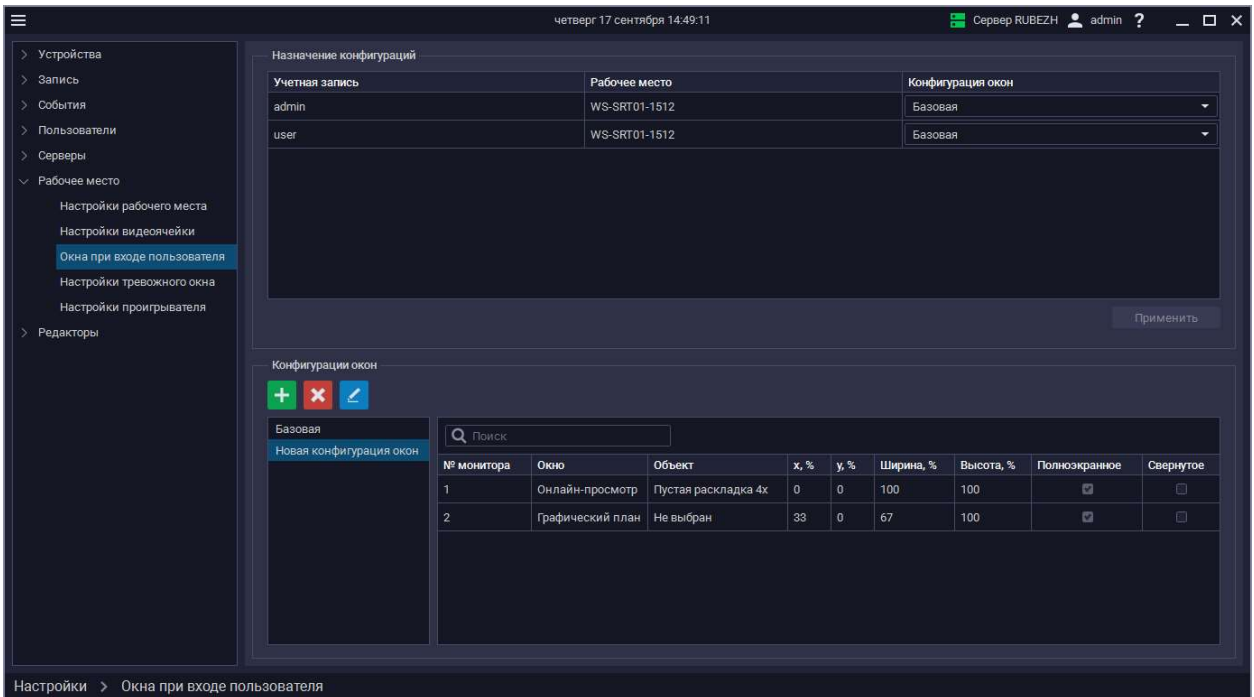 четверг 17 сентября 14:49:11 Сервер RUBEZH admin ?
Устройства
Запись
События
Пользователи
Серверы
Рабочее место
Настройки рабочего места
Настройки видеоячейки
Окна при входе пользователя
Настройки тревожного окна
Настройки проигрывателя
Редакторы
Назначение конфигураций
Учетная запись Рабочее место Конфигурация окон
admin WS-SRT01-1512 Базовая
user WS-SRT01-1512 Базовая
Применить
Конфигурации окон
Базовая
Новая конфигурация окон
Поиск
№ монитора Окно Объект x, % y, % Ширина, % Высота, % Полноэкранное Свернутое
1 Онлайн-просмотр Пустая раскладка 4x 0 0 100 100
2 Графический план Не выбран 33 0 67 100
Настройки > Окна при входе пользователя